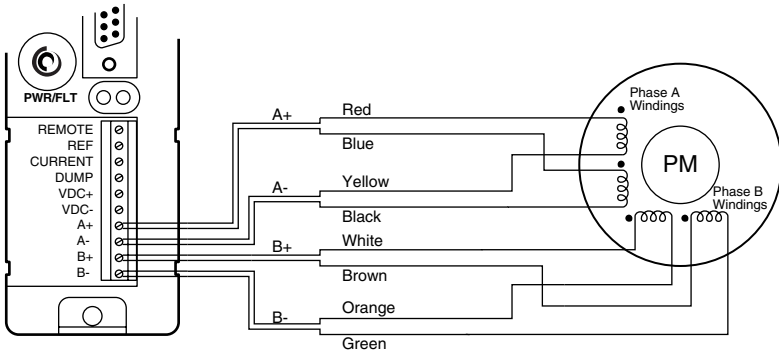 PWR/FLT
REMOTE
REF
CURRENT
DUMP
VDC+
VDC-
A+
A-
B+
B-
A+
Red
Blue
A-
Yellow
Black
B+
White
Brown
B-
Orange
Green
Phase A
Windings
PM
Phase B
Windings